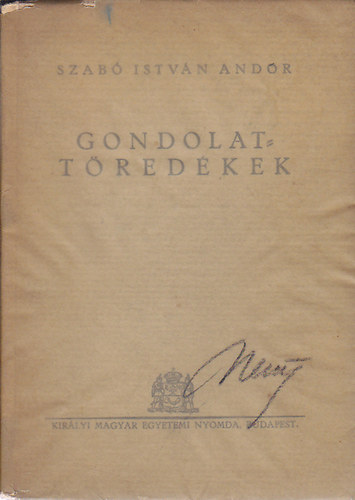 SZABÓ ISTVÁN ANDOR
GONDOLAT=
TÖREDÉKEK
KIRÁLYI MAGYAR EGYETEMI NYOMDA, BUDAPEST.